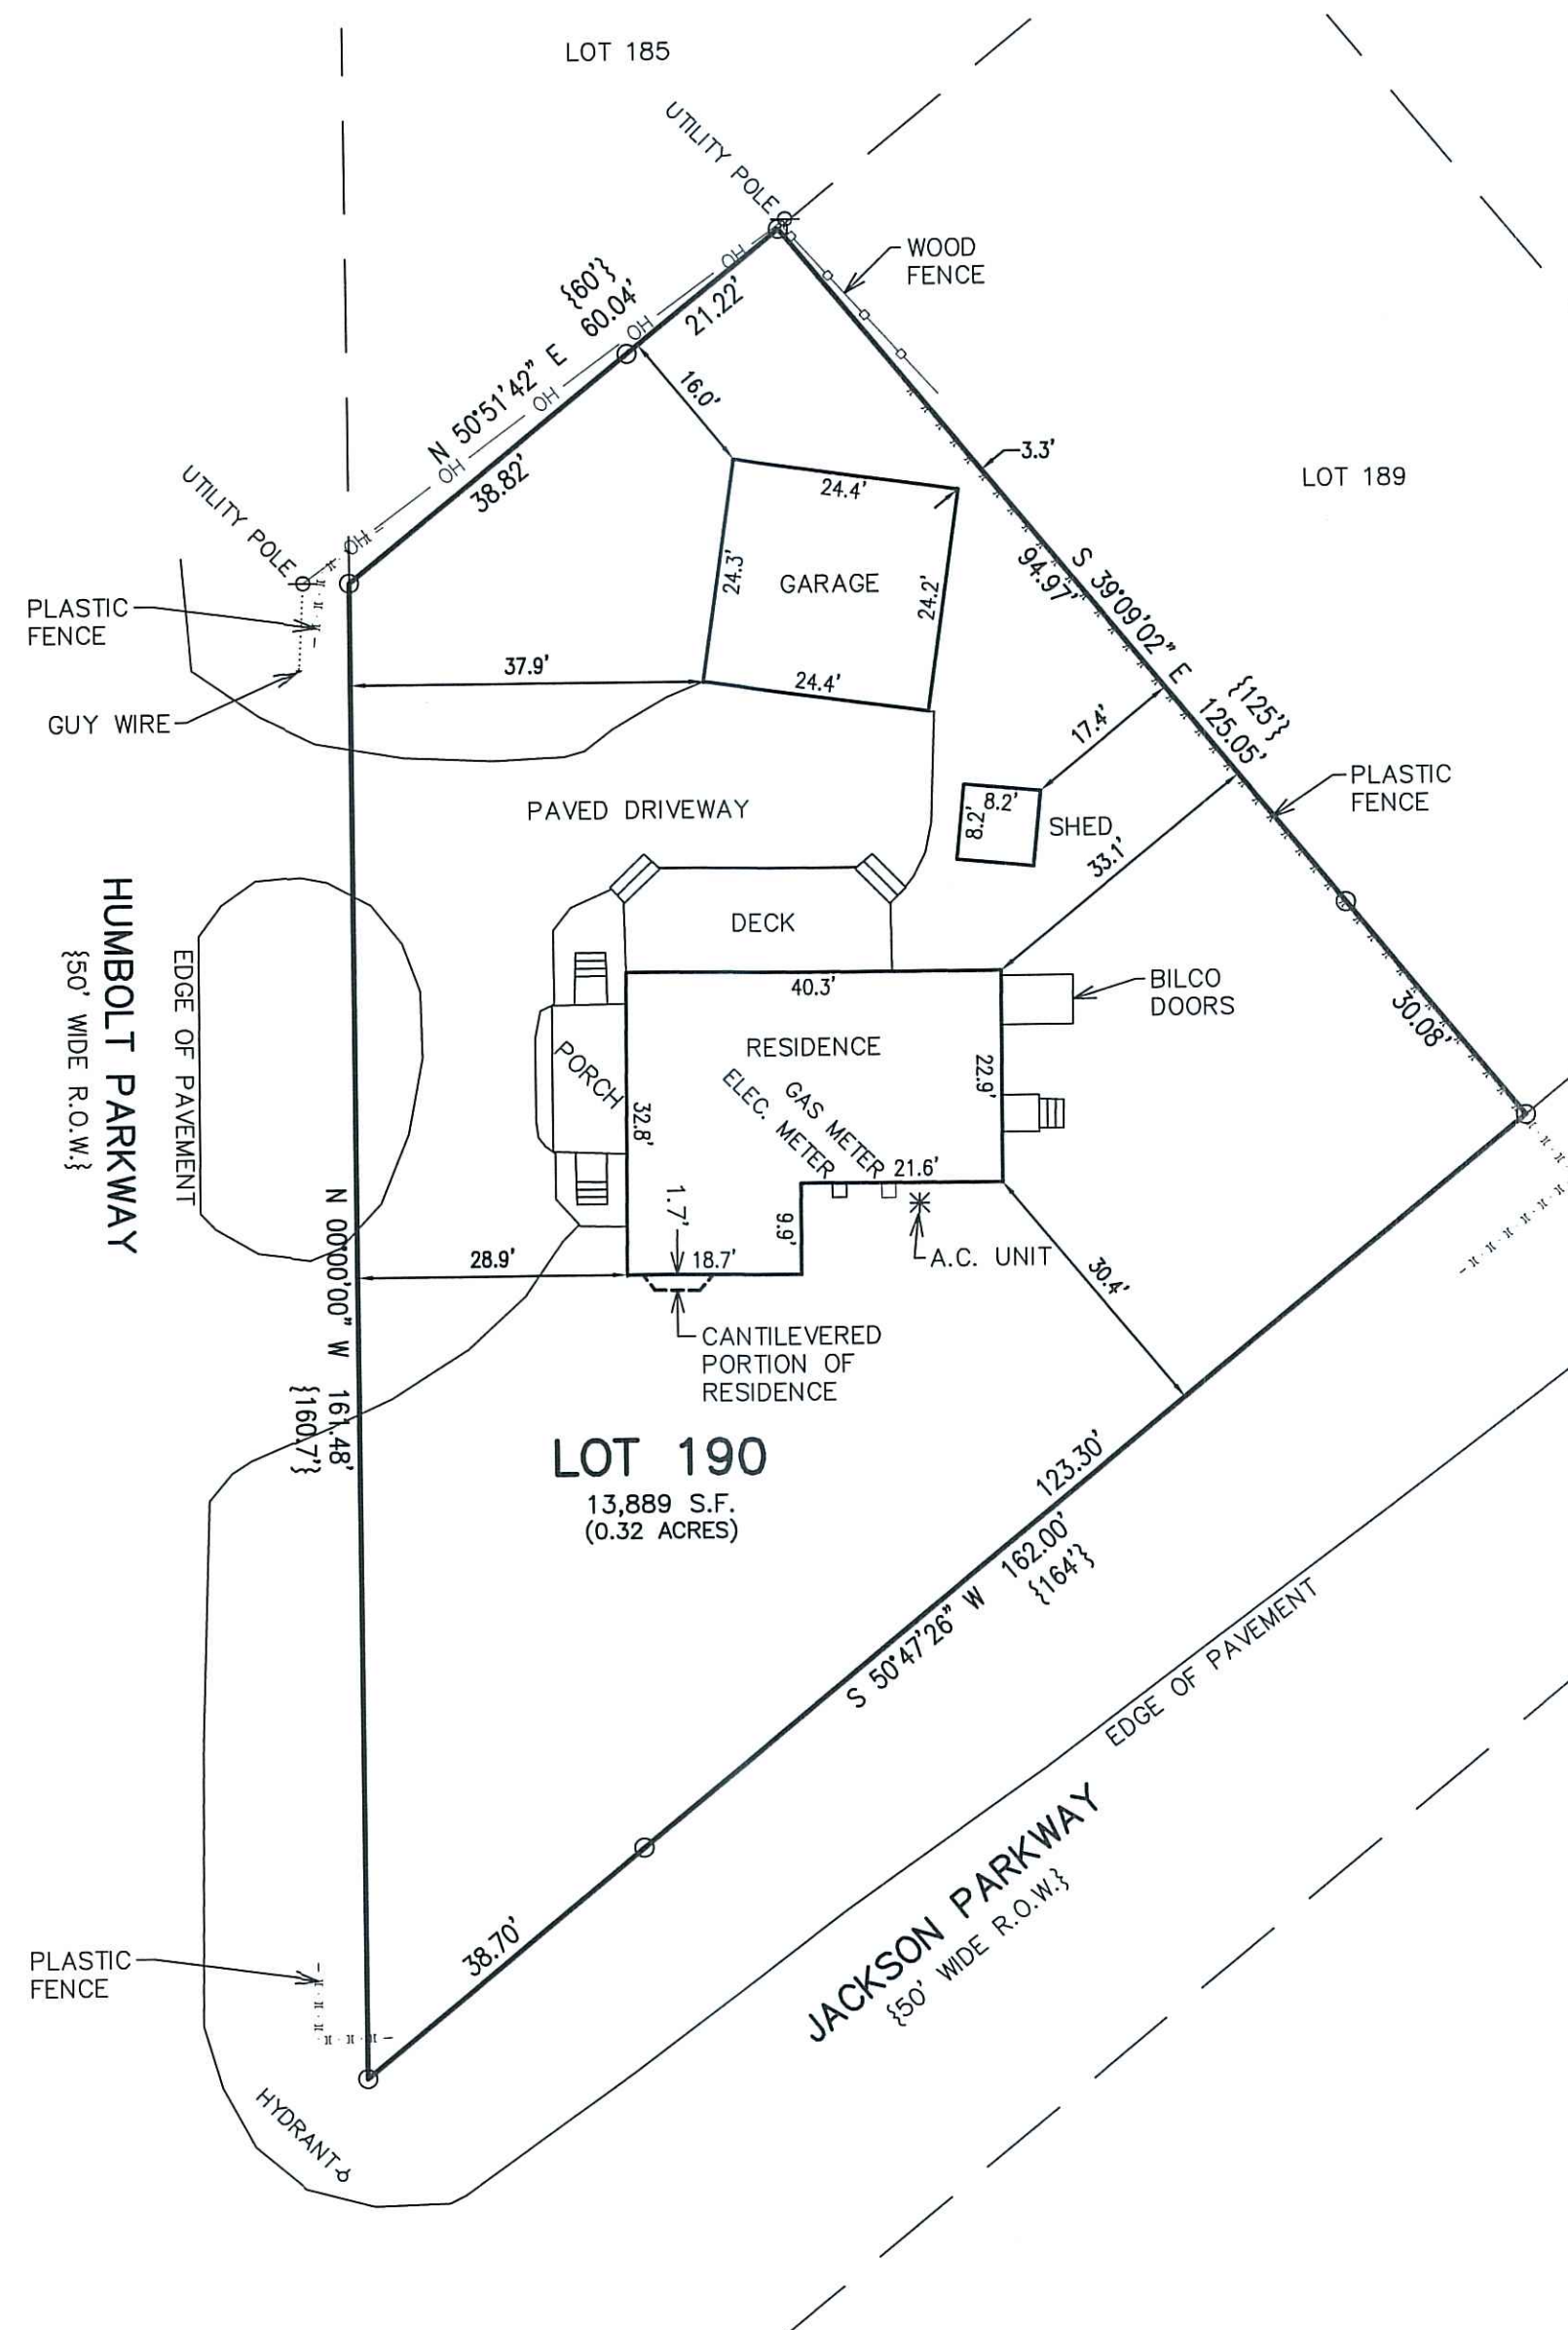 LOT 185
UTILITY POLE
WOOD
FENCE
{60'}
60.04'
N 50°51'42" E
OH
OH
OH
OH
OH
21.22'
38.82'
16.0'
3.3'
LOT 189
UTILITY POLE
PLASTIC
FENCE
GUY WIRE
24.4'
24.3'
GARAGE
24.2'
24.4'
37.9'
94.97'
S 39°09'02" E 125.05'
{125'}
17.4'
PLASTIC
FENCE
PAVED DRIVEWAY
8.2'
8.2'
SHED
33.1'
HUMBOLT PARKWAY
{50' WIDE R.O.W.}
EDGE OF PAVEMENT
DECK
40.3'
BILCO
DOORS
30.08'
RESIDENCE
PORCH
32.8'
22.9'
GAS METER
ELEC. METER
21.6'
1.7'
9.9'
A.C. UNIT
18.7'
28.9'
30.4'
N 00°00'00" W 161.48'
{160.7'}
CANTILEVERED
PORTION OF
RESIDENCE
LOT 190
13,889 S.F.
(0.32 ACRES)
123.30'
S 50°47'26" W 162.00'
{164'}
EDGE OF PAVEMENT
JACKSON PARKWAY
{50' WIDE R.O.W.}
38.70'
PLASTIC
FENCE
HYDRANT